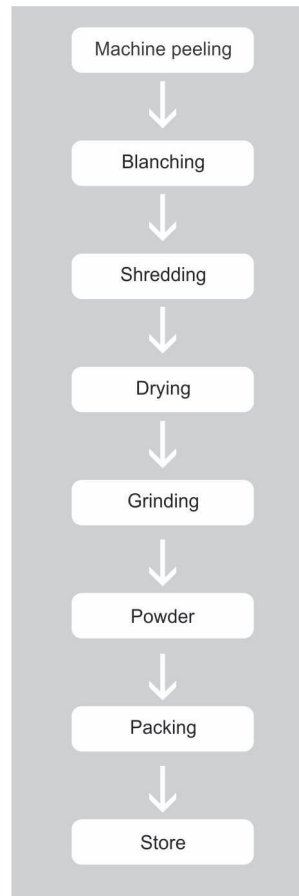 Machine peeling
Blanching
Shredding
Drying
Grinding
Powder
Packing
Store